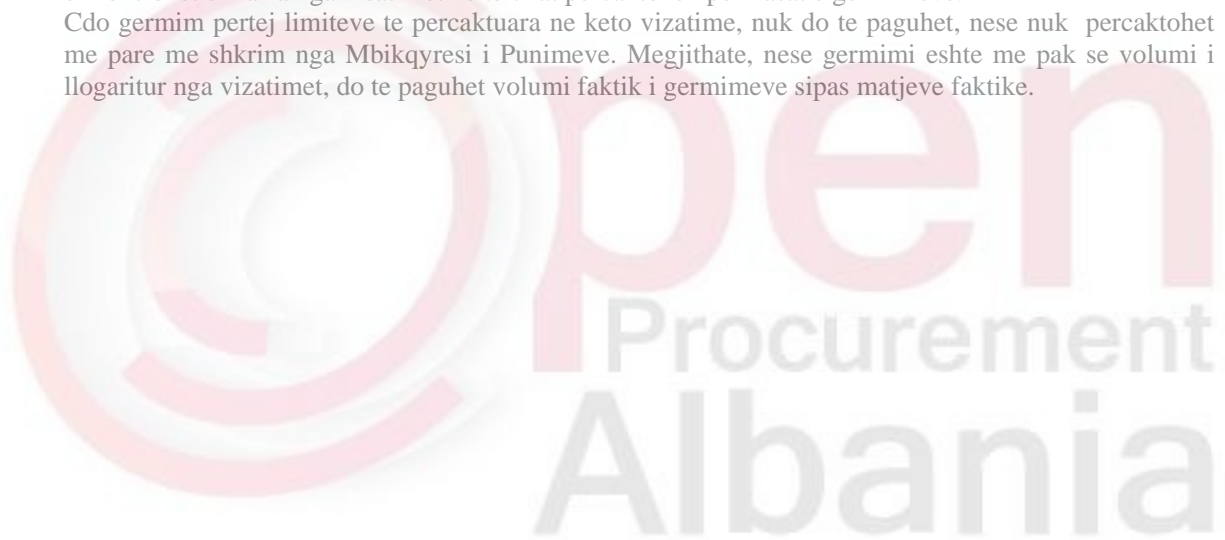 Cdo germim pertej limiteve te percaktuara ne keto vizatime, nuk do te paguhet, nese nuk percaktohet
me pare me shkrim nga Mbikqyresi i Punimeve. Megjithate, nese germimi eshte me pak se volumi i
llogaritur nga vizatimet, do te paguhet volumi faktik i germimeve sipas matjeve faktike.
Open
Procurement
Albania